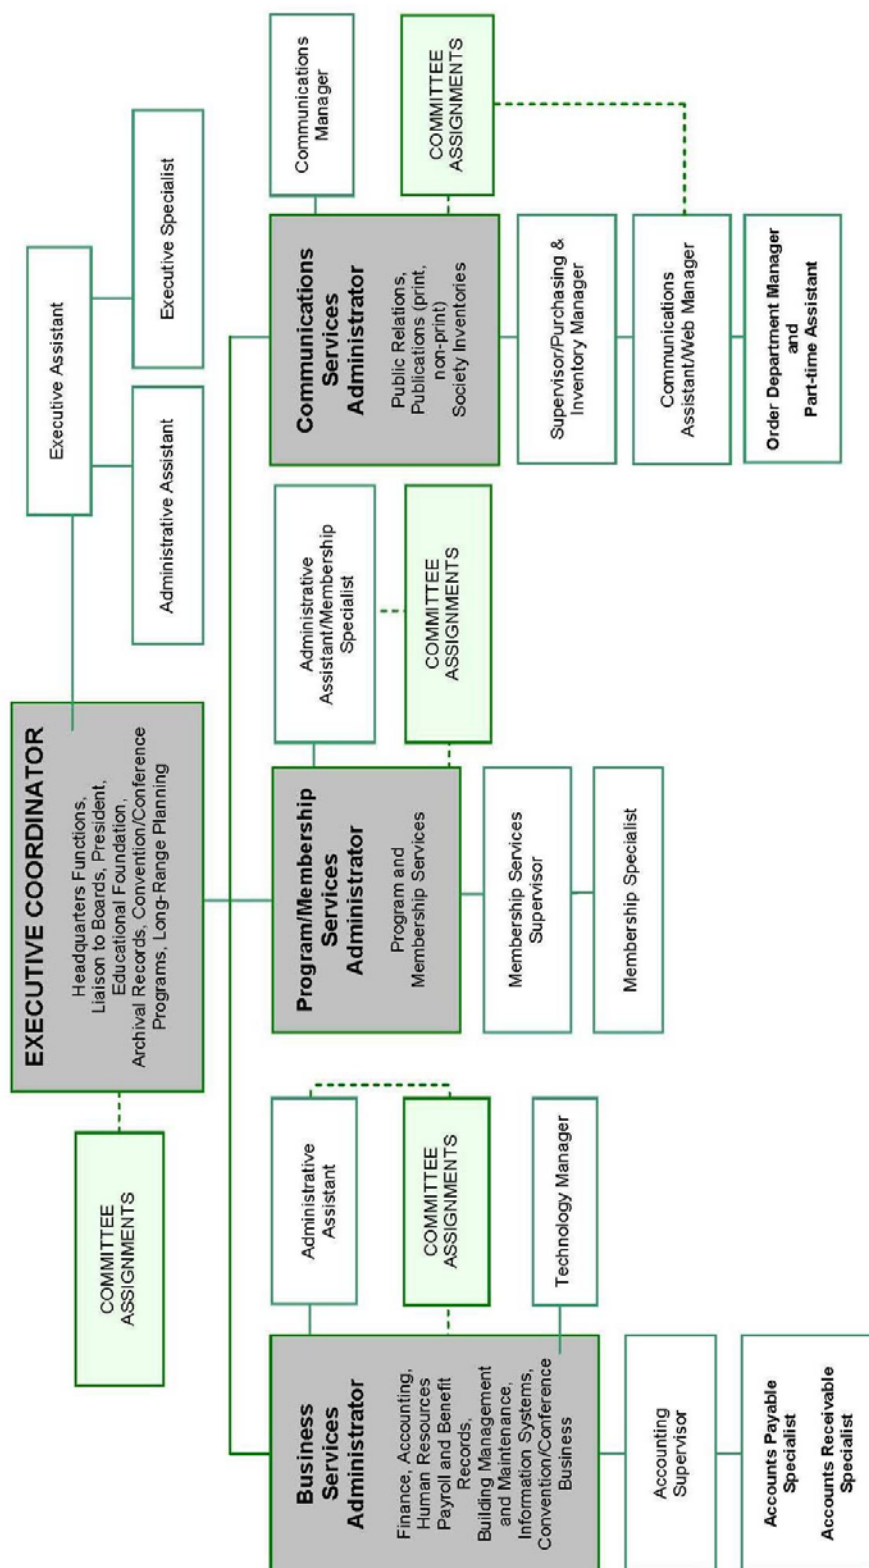 EXECUTIVE COORDINATOR
Headquarters Functions,
Liaison to Boards, President,
Educational Foundation,
Archival Records, Convention/Conference
Programs, Long-Range Planning
COMMITTEE
ASSIGNMENTS
Executive Assistant
Administrative Assistant
Executive Specialist
Business
Services
Administrator
Finance, Accounting,
Human Resources
Payroll and Benefit
Records,
Building Management
and Maintenance,
Information Systems,
Convention/Conference
Business
Administrative
Assistant
COMMITTEE
ASSIGNMENTS
Technology Manager
Accounting
Supervisor
Accounts Payable
Specialist
Accounts Receivable
Specialist
Program/Membership
Services
Administrator
Program and
Membership Services
Administrative
Assistant/Membership
Specialist
COMMITTEE
ASSIGNMENTS
Membership Services
Supervisor
Membership Specialist
Communications
Services
Administrator
Public Relations,
Publications (print,
non-print)
Society Inventories
Communications
Manager
COMMITTEE
ASSIGNMENTS
Supervisor/Purchasing &
Inventory Manager
Communications
Assistant/Web Manager
Order Department Manager
and
Part-time Assistant